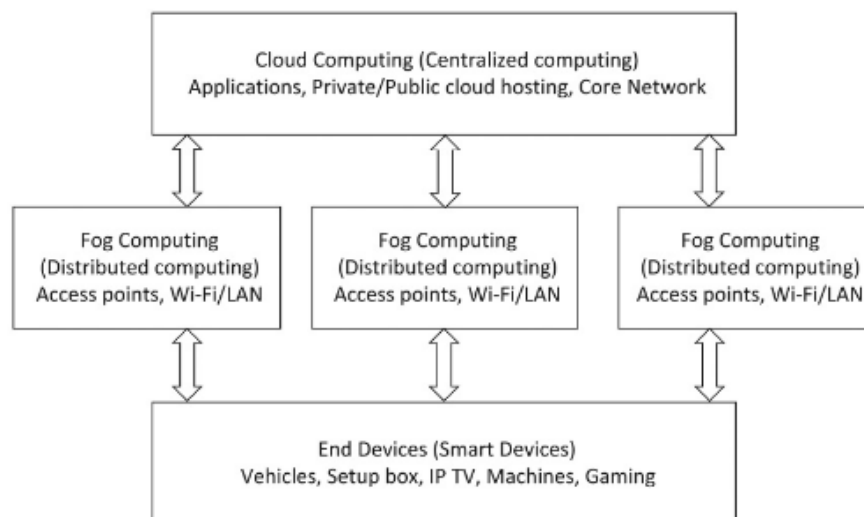 Cloud Computing (Centralized computing)
Applications, Private/Public cloud hosting, Core Network
Fog Computing
(Distributed computing)
Access points, Wi-Fi/LAN
Fog Computing
(Distributed computing)
Access points, Wi-Fi/LAN
Fog Computing
(Distributed computing)
Access points, Wi-Fi/LAN
End Devices (Smart Devices)
Vehicles, Setup box, IP TV, Machines, Gaming